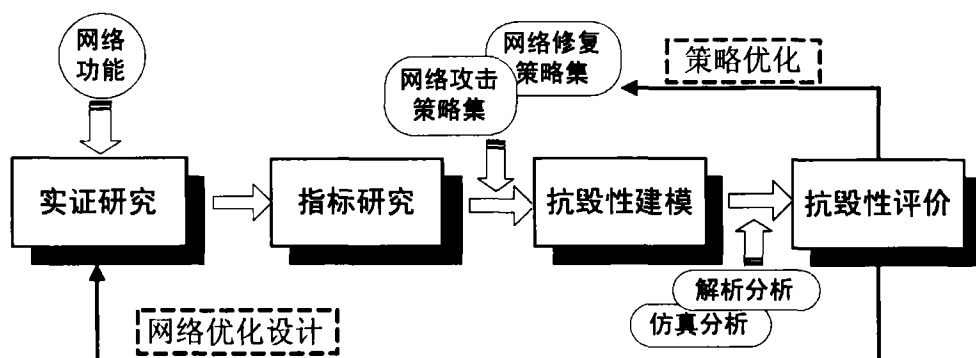 网络
功能
网络修复
策略集
网络攻击
策略集
策略优化
实证研究
指标研究
抗毁性建模
抗毁性评价
解析分析
仿真分析
网络优化设计